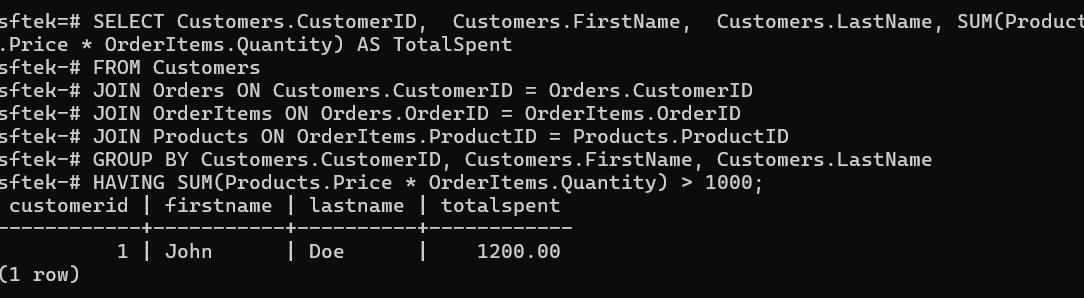 sftek=# SELECT Customers.CustomerID,  Customers.FirstName,  Customers.LastName, SUM(Product
.Price * OrderItems.Quantity) AS TotalSpent
sftek-# FROM Customers
sftek-# JOIN Orders ON Customers.CustomerID = Orders.CustomerID
sftek-# JOIN OrderItems ON Orders.OrderID = OrderItems.OrderID
sftek-# JOIN Products ON OrderItems.ProductID = Products.ProductID
sftek-# GROUP BY Customers.CustomerID, Customers.FirstName, Customers.LastName
sftek-# HAVING SUM(Products.Price * OrderItems.Quantity) > 1000;
 customerid | firstname | lastname | totalspent
------------+-----------+----------+------------
          1 | John      | Doe      |    1200.00
(1 row)